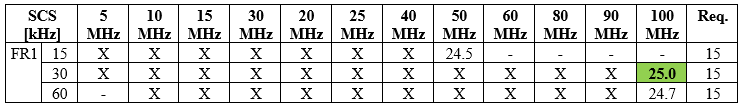 SCS [kHz] 5 MHz 10 MHz 15 MHz 30 MHz 20 MHz 25 MHz 40 MHz 50 MHz 60 MHz 80 MHz 90 MHz 100 MHz Req.
FR1 15 X X X X X X X 24.5 - - - - 15
30 X X X X X X X X X X X 25.0 15
60 - X X X X X X X X X X 24.7 15